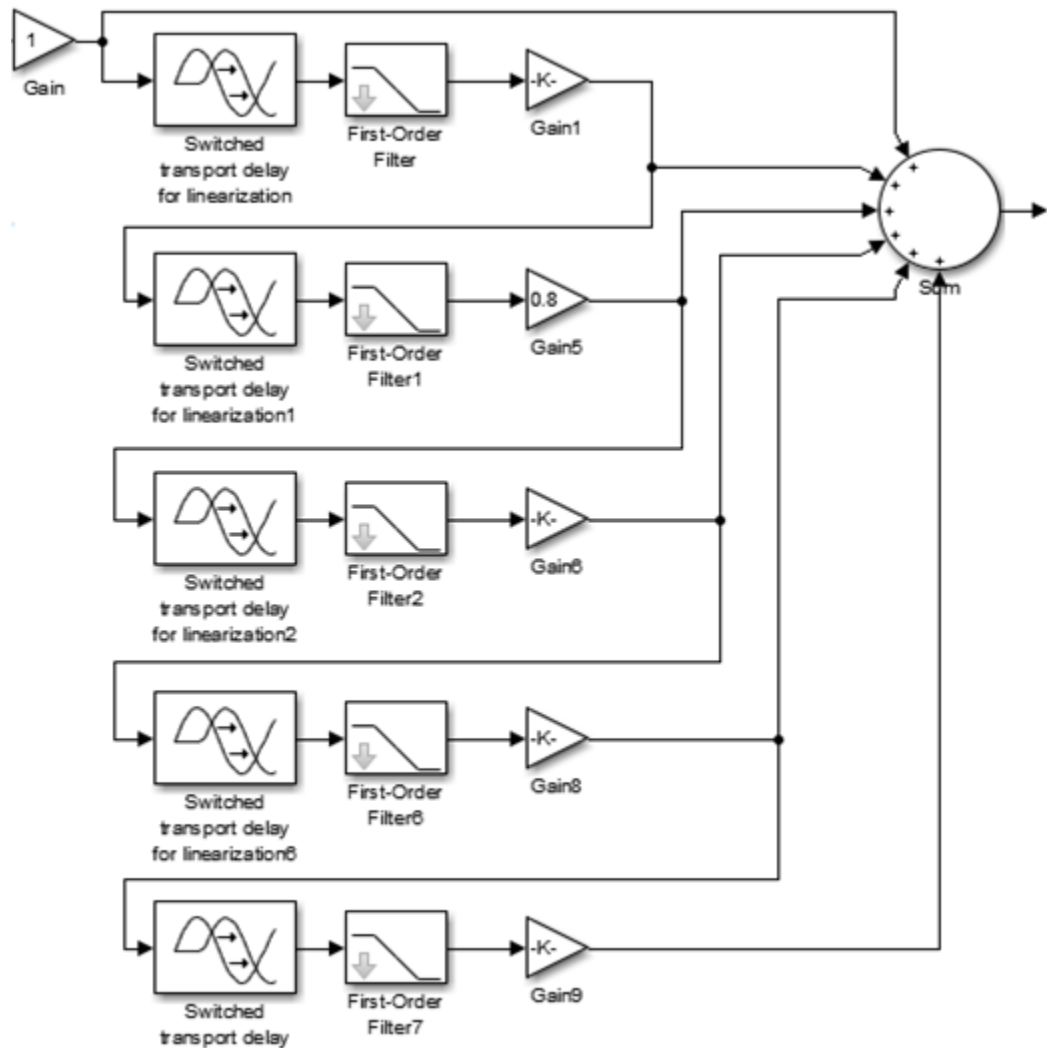 1
Gain
Switched
transport delay
for linearization
First-Order
Filter
-K-
Gain1
+
+
+
+
+
+
Sum
Switched
transport delay
for linearization1
First-Order
Filter1
0.8
Gain5
Switched
transport delay
for linearization2
First-Order
Filter2
-K-
Gain6
Switched
transport delay
for linearization6
First-Order
Filter6
-K-
Gain8
Switched
transport delay
First-Order
Filter7
-K-
Gain9